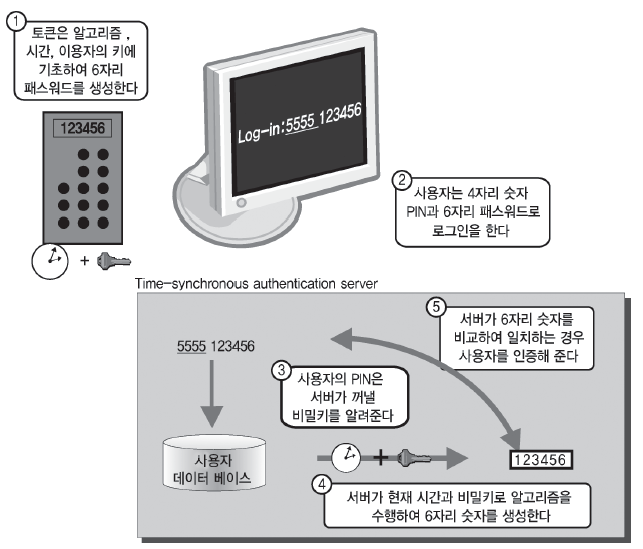 1
토큰은 알고리즘 ,
시간, 이용자의 키에
기초하여 6자리
패스워드를 생성한다
123456
Log-in:5555 123456
2
사용자는 4자리 숫자
PIN과 6자리 패스워드로
로그인을 한다
+
Time-synchronous authentication server
5
서버가 6자리 숫자를
비교하여 일치하는 경우
사용자를 인증해 준다
5555 123456
3
사용자의 PIN은
서버가 꺼낼
비밀키를 알려준다
사용자
데이터 베이스
+
123456
4
서버가 현재 시간과 비밀키로 알고리즘을
수행하여 6자리 숫자를 생성한다